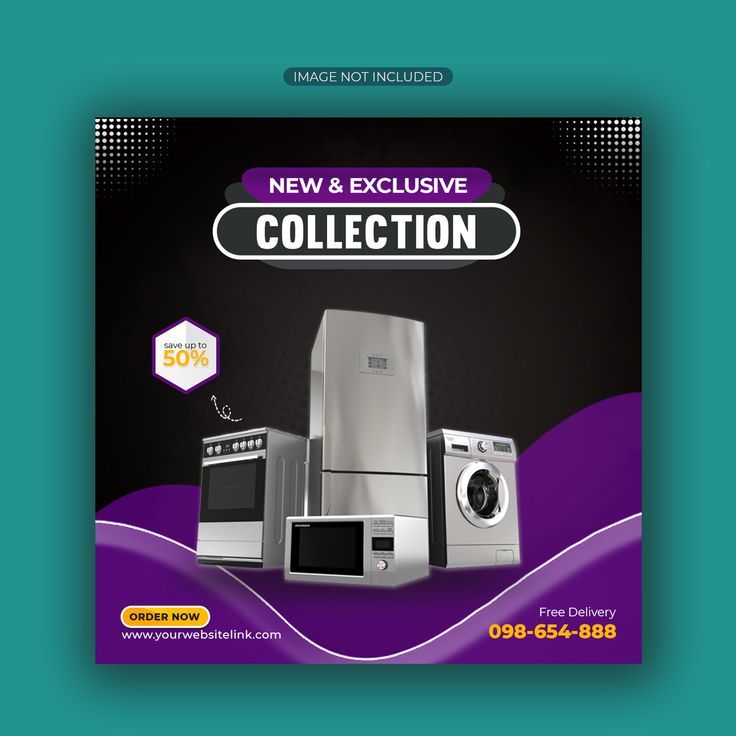 IMAGE NOT INCLUDED
NEW & EXCLUSIVE
COLLECTION
save up to
50%
ORDER NOW
www.yourwebsitelink.com
Free Delivery
098-654-888